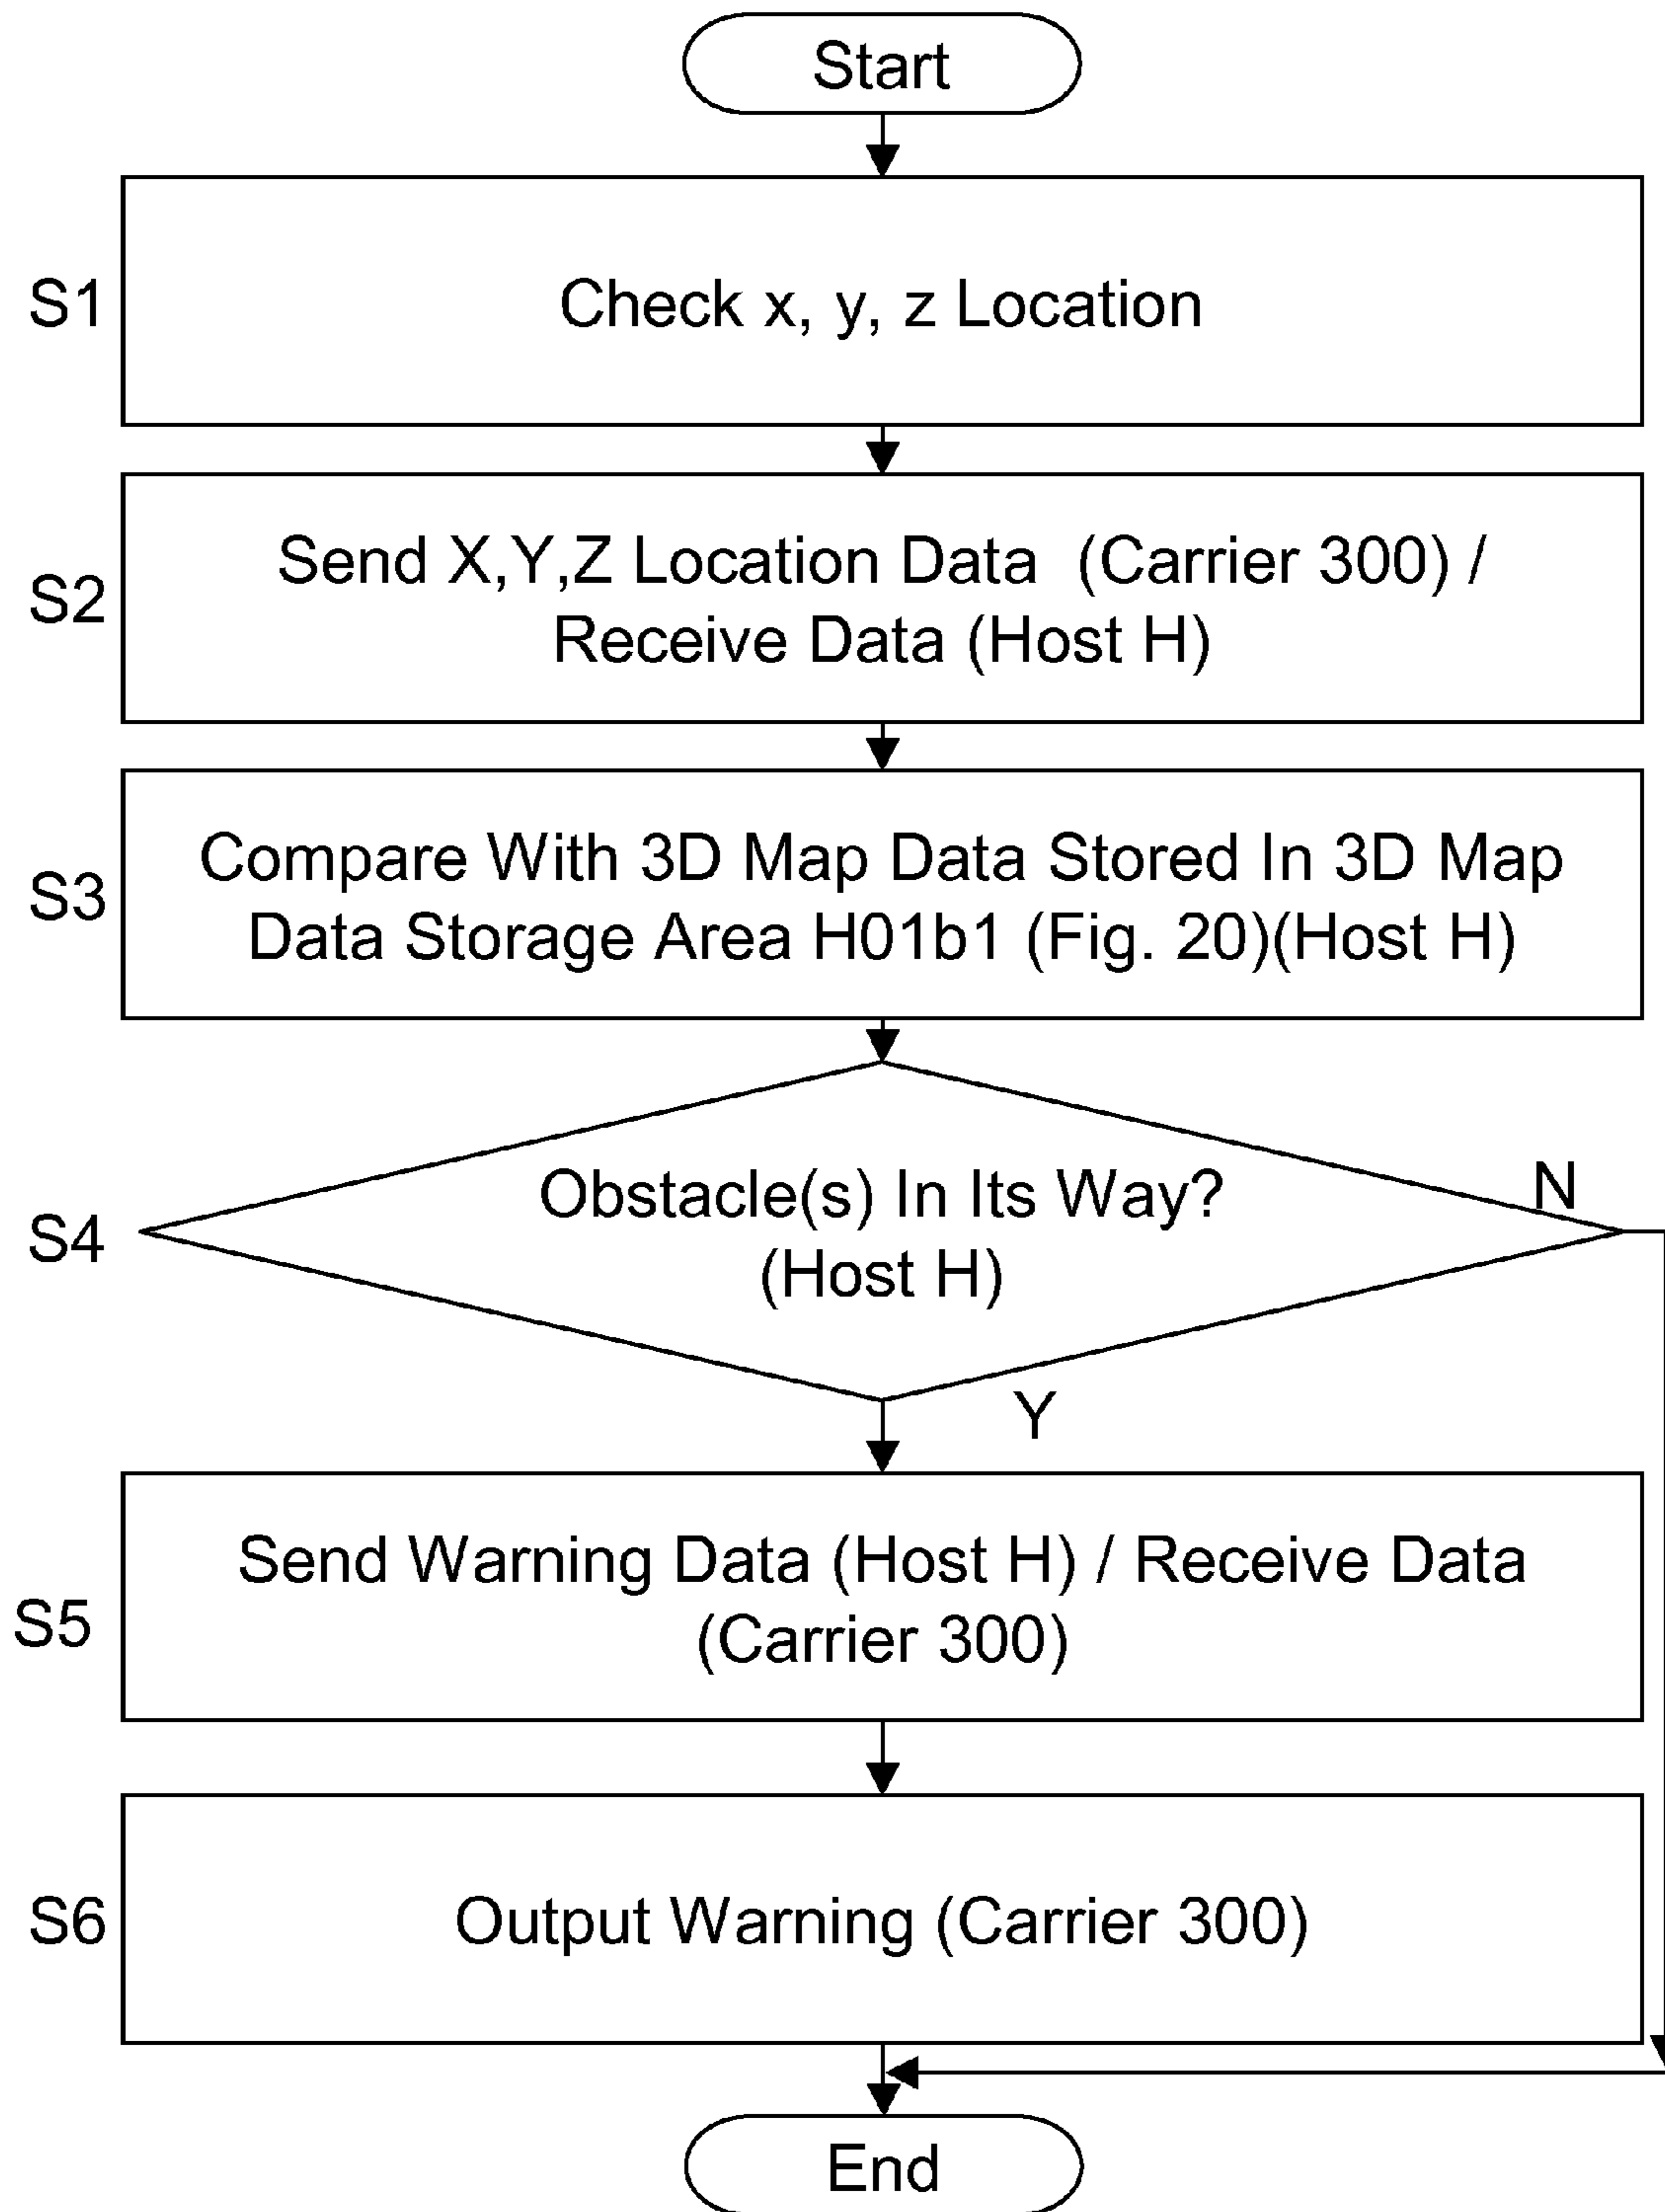 Start
S1
Check x, y, z Location
S2
Send X,Y,Z Location Data (Carrier 300) /
Receive Data (Host H)
S3
Compare With 3D Map Data Stored In 3D Map
Data Storage Area H01b1 (Fig. 20)(Host H)
S4
Obstacle(s) In Its Way?
(Host H)
N
Y
S5
Send Warning Data (Host H) / Receive Data
(Carrier 300)
S6
Output Warning (Carrier 300)
End